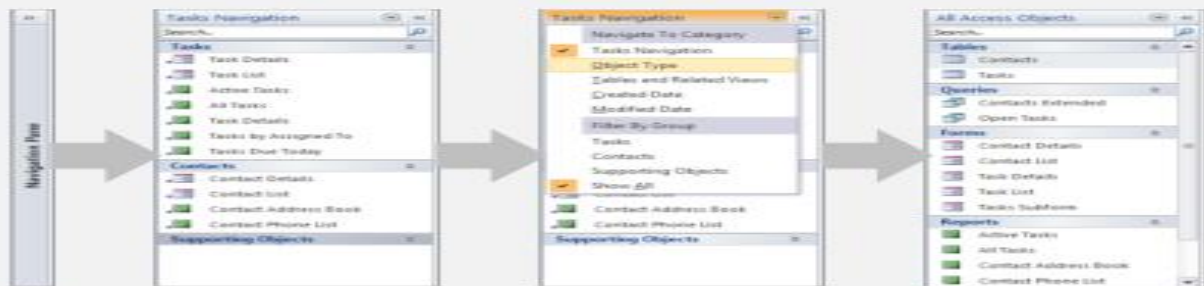 Navigation Pane
Tasks Navigation
Search...
Tasks
Task Details
Task List
Active Tasks
All Tasks
Task Details
Tasks by Assigned To
Tasks Due Today
Contacts
Contact Details
Contact List
Contact Address Book
Contact Phone List
Supporting Objects
Tasks Navigation
Navigate To Category
Tasks Navigation
Object Type
Tables and Related Views
Created Date
Modified Date
Filter By Group
Tasks
Contacts
Supporting Objects
Show All
Contact List
Contact Address Book
Contact Phone List
Supporting Objects
All Access Objects
Search...
Tables
Contacts
Tasks
Queries
Contacts Extended
Open Tasks
Forms
Contact Details
Contact List
Task Details
Task List
Tasks Subform
Reports
Active Tasks
All Tasks
Contact Address Book
Contact Phone List